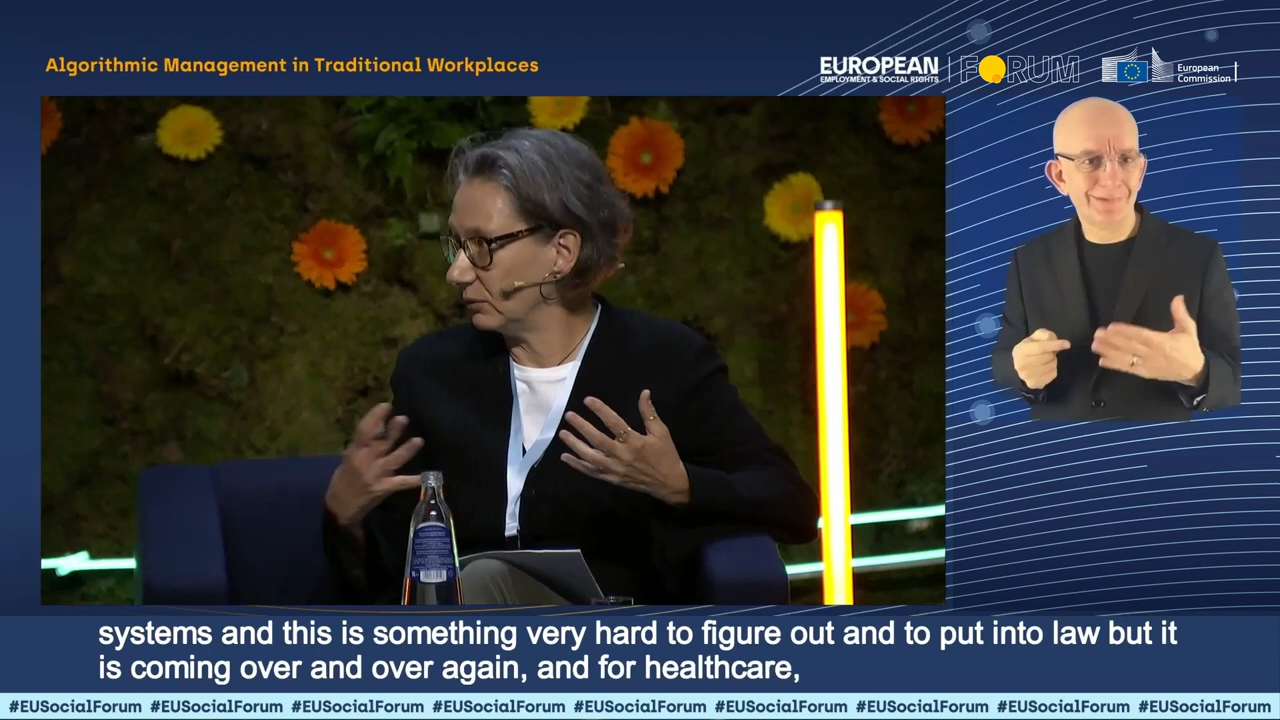 Algorithmic Management in Traditional Workplaces
EUROPEAN
EMPLOYMENT & SOCIAL RIGHTS
FORUM
European
Commission
systems and this is something very hard to figure out and to put into law but it
is coming over and over again, and for healthcare,
#EUSocialForum #EUSocialForum #EUSocialForum #EUSocialForum #EUSocialForum #EUSocialForum #EUSocialForum #EUSocialForum #EUSocialForum